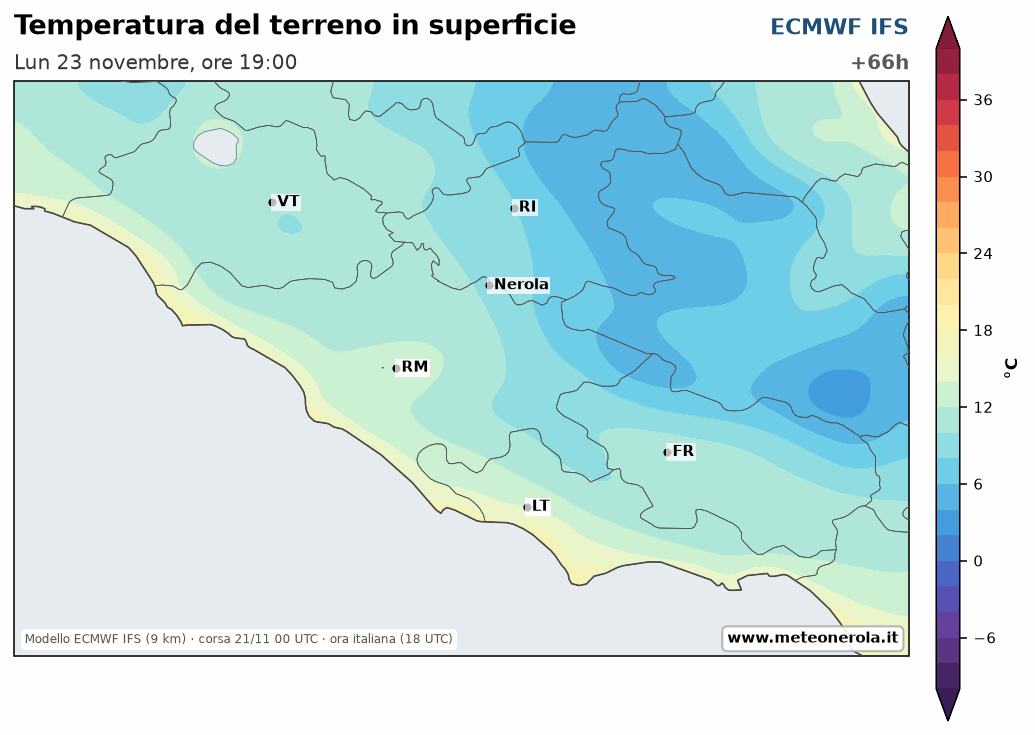 Temperatura del terreno in superficie
ECMWF IFS
Lun 23 novembre, ore 19:00
+66h
VT
RI
Nerola
RM
FR
LT
36
30
24
18
12
6
0
−6
°C
Modello ECMWF IFS (9 km) · corsa 21/11 00 UTC · ora italiana (18 UTC)
www.meteonerola.it